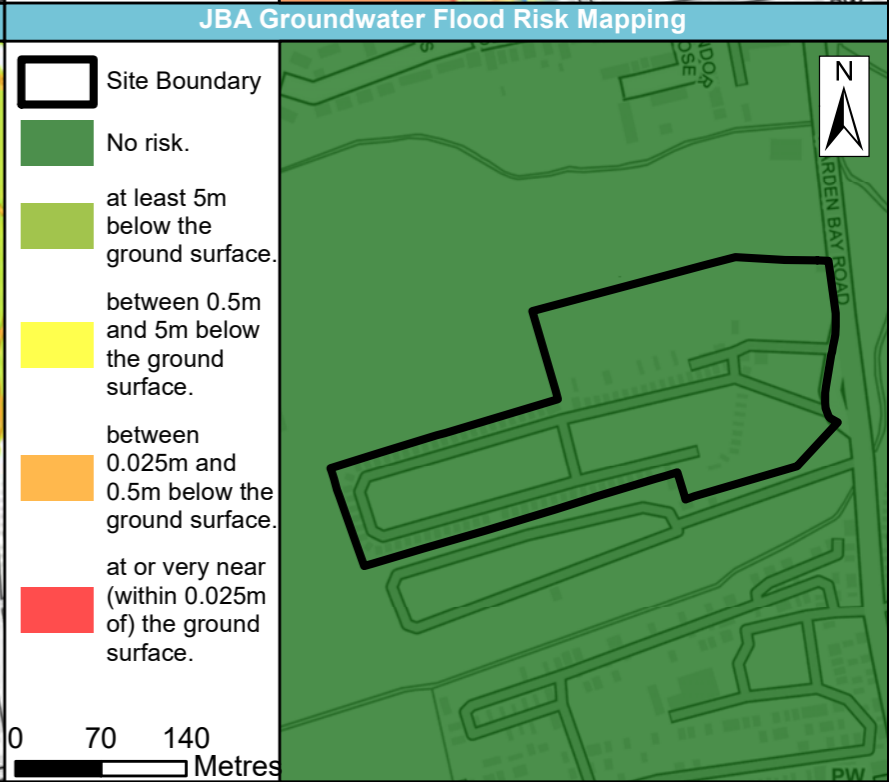 JBA Groundwater Flood Risk Mapping
Site Boundary
No risk.
at least 5m
below the
ground surface.
between 0.5m
and 5m below
the ground
surface.
between
0.025m and
0.5m below the
ground surface.
at or very near
(within 0.025m
of) the ground
surface.
0 70 140
Metres
N
ARDEN BAY ROAD
PW